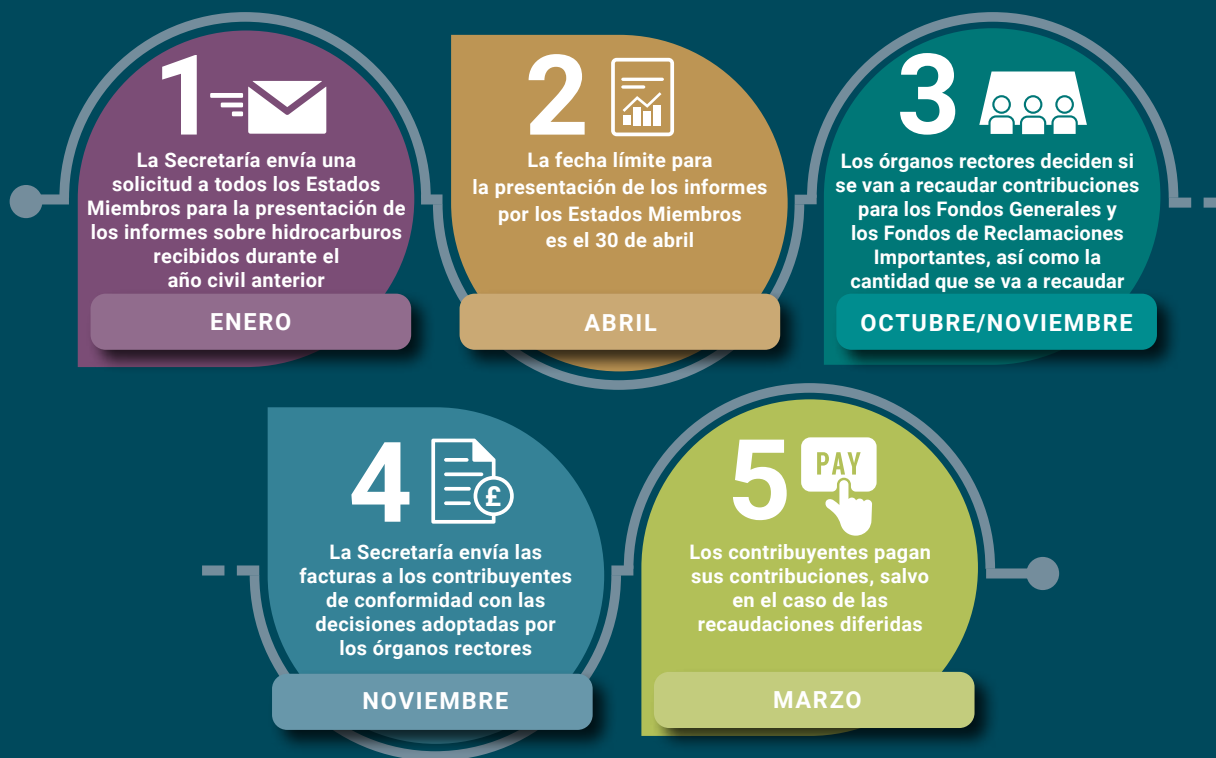 1
La Secretaría envía una
solicitud a todos los Estados
Miembros para la presentación de
los informes sobre hidrocarburos
recibidos durante el
año civil anterior
ENERO
2
La fecha límite para
la presentación de los informes
por los Estados Miembros
es el 30 de abril
ABRIL
3
Los órganos rectores deciden si
se van a recaudar contribuciones
para los Fondos Generales y
los Fondos de Reclamaciones
Importantes, así como la
cantidad que se va a recaudar
OCTUBRE/NOVIEMBRE
4
£
La Secretaría envía las
facturas a los contribuyentes
de conformidad con las
decisiones adoptadas por
los órganos rectores
NOVIEMBRE
5
PAY
Los contribuyentes pagan
sus contribuciones, salvo
en el caso de las
recaudaciones diferidas
MARZO